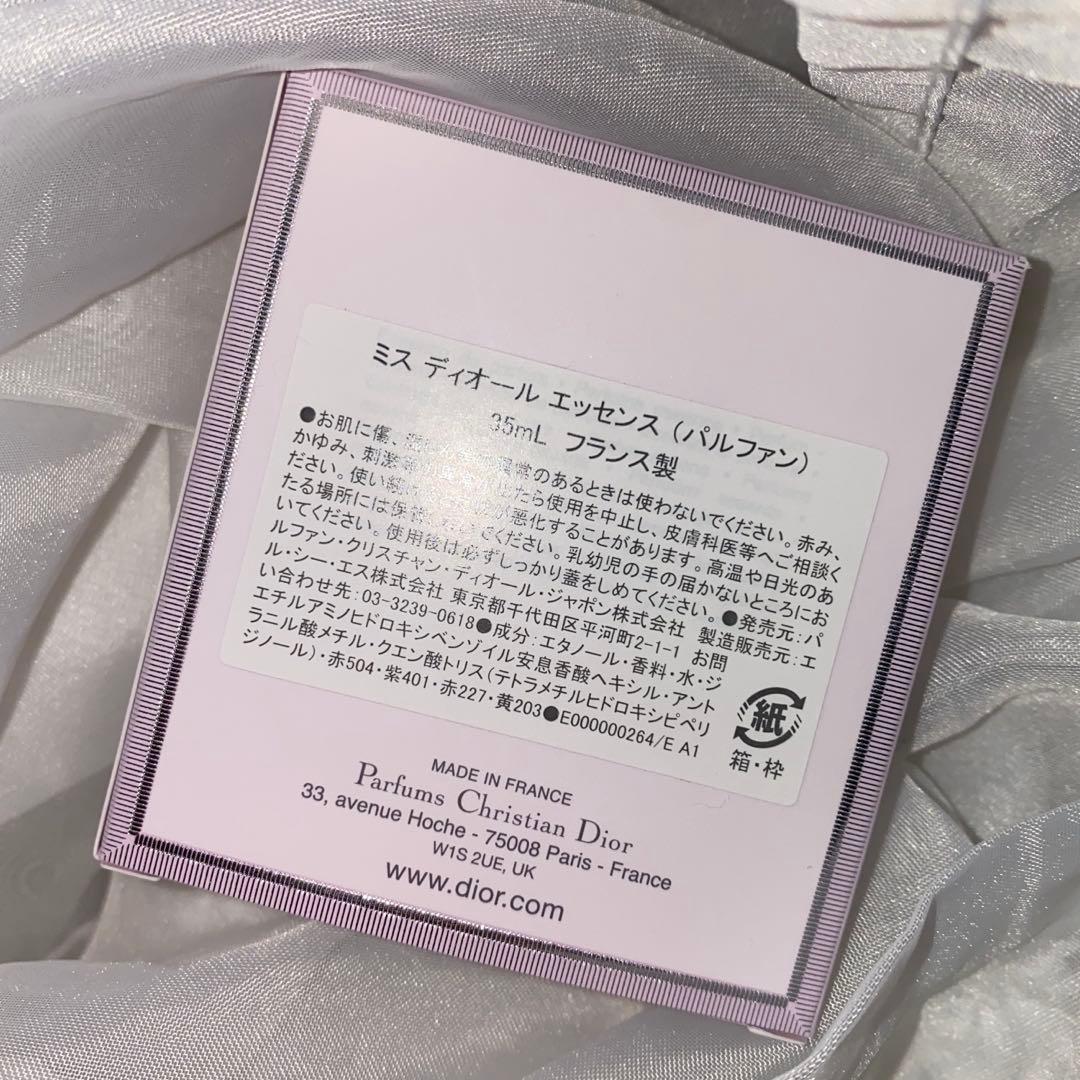 ミス ディオール エッセンス (パルファン)
35mL フランス製
●お肌に傷、異常のあるときは使わないでください。赤み、
かゆみ、刺激等が出たら使用を中止し、皮膚科医等へご相談く
ださい。使い続けが悪化することがあります。高温や日光のあ
たる場所には保管しないでください。乳幼児の手の届かないところにお
いてください。使用後は必ずしっかり蓋をしめてください。●発売元:パ
ルファン・クリスチャン・ディオール・ジャポン株式会社 製造販売元:エ
ル・シー・エス株式会社 東京都千代田区平河町2-1-1 お問
い合わせ先:03-3239-0618●成分:エタノール・香料・水・ジ
エチルアミノヒドロキシベンゾイル安息香酸ヘキシル・アント
ラニル酸メチル・クエン酸トリス(テトラメチルヒドロキシピペリ
ジノール)・赤504・紫401・赤227・黄203●E000000264/E A1
紙
箱・枠
MADE IN FRANCE
Parfums Christian Dior
33, avenue Hoche - 75008 Paris - France
W1S 2UE, UK
www.dior.com